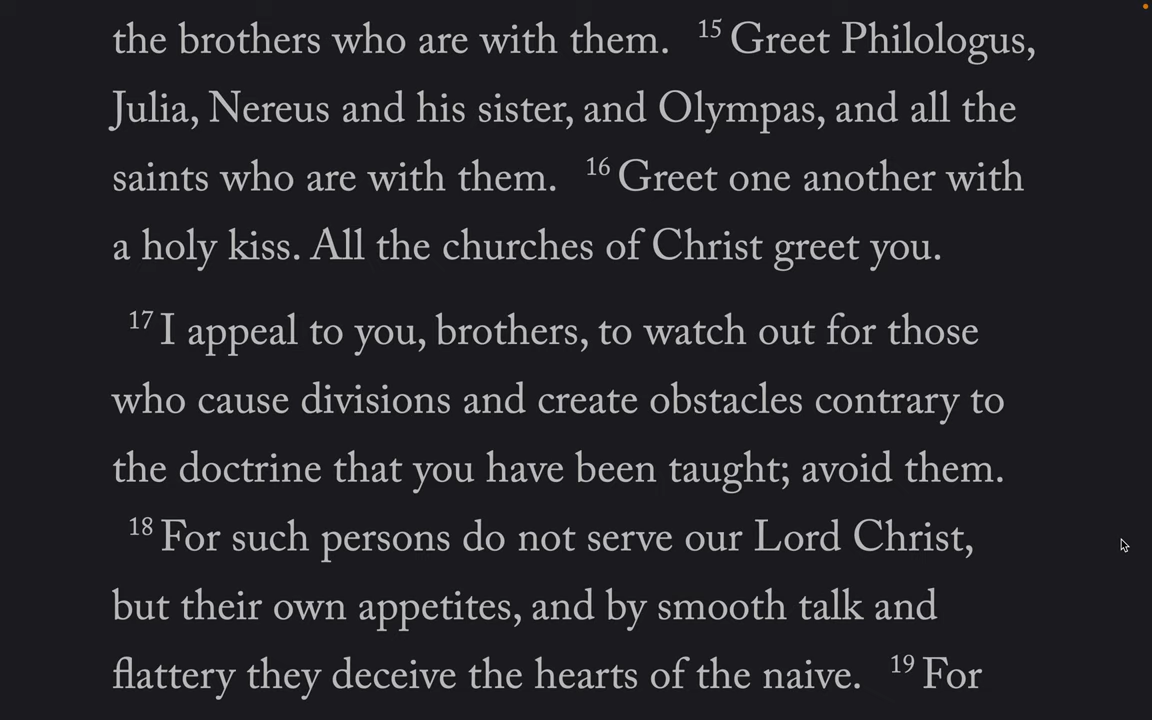 the brothers who are with them. 15 Greet Philologus,
Julia, Nereus and his sister, and Olympas, and all the
saints who are with them. 16 Greet one another with
a holy kiss. All the churches of Christ greet you.
17 I appeal to you, brothers, to watch out for those
who cause divisions and create obstacles contrary to
the doctrine that you have been taught; avoid them.
18 For such persons do not serve our Lord Christ,
but their own appetites, and by smooth talk and
flattery they deceive the hearts of the naive. 19 For